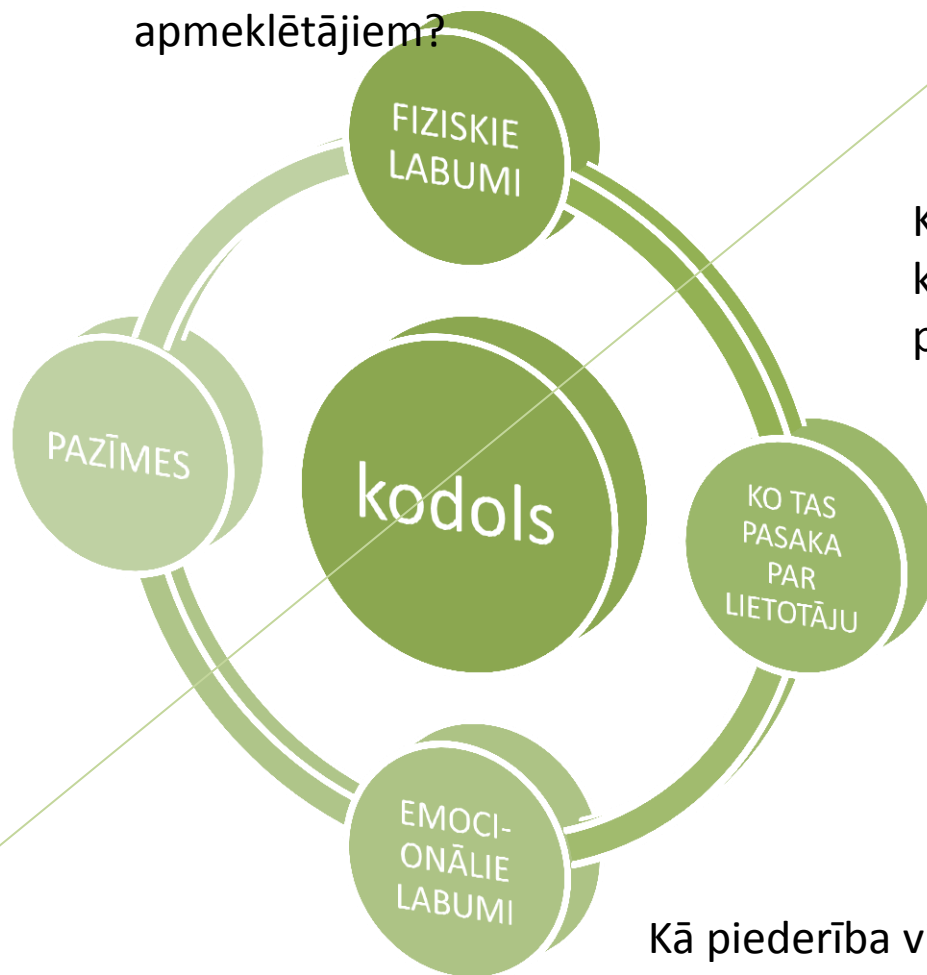 apmeklētājiem?
FIZISKIE
LABUMI
PAZĪMES
kodols
KO TAS
PASAKA
PAR
LIETOTĀJU
EMOCI-
ONĀLIE
LABUMI
Kā piederība